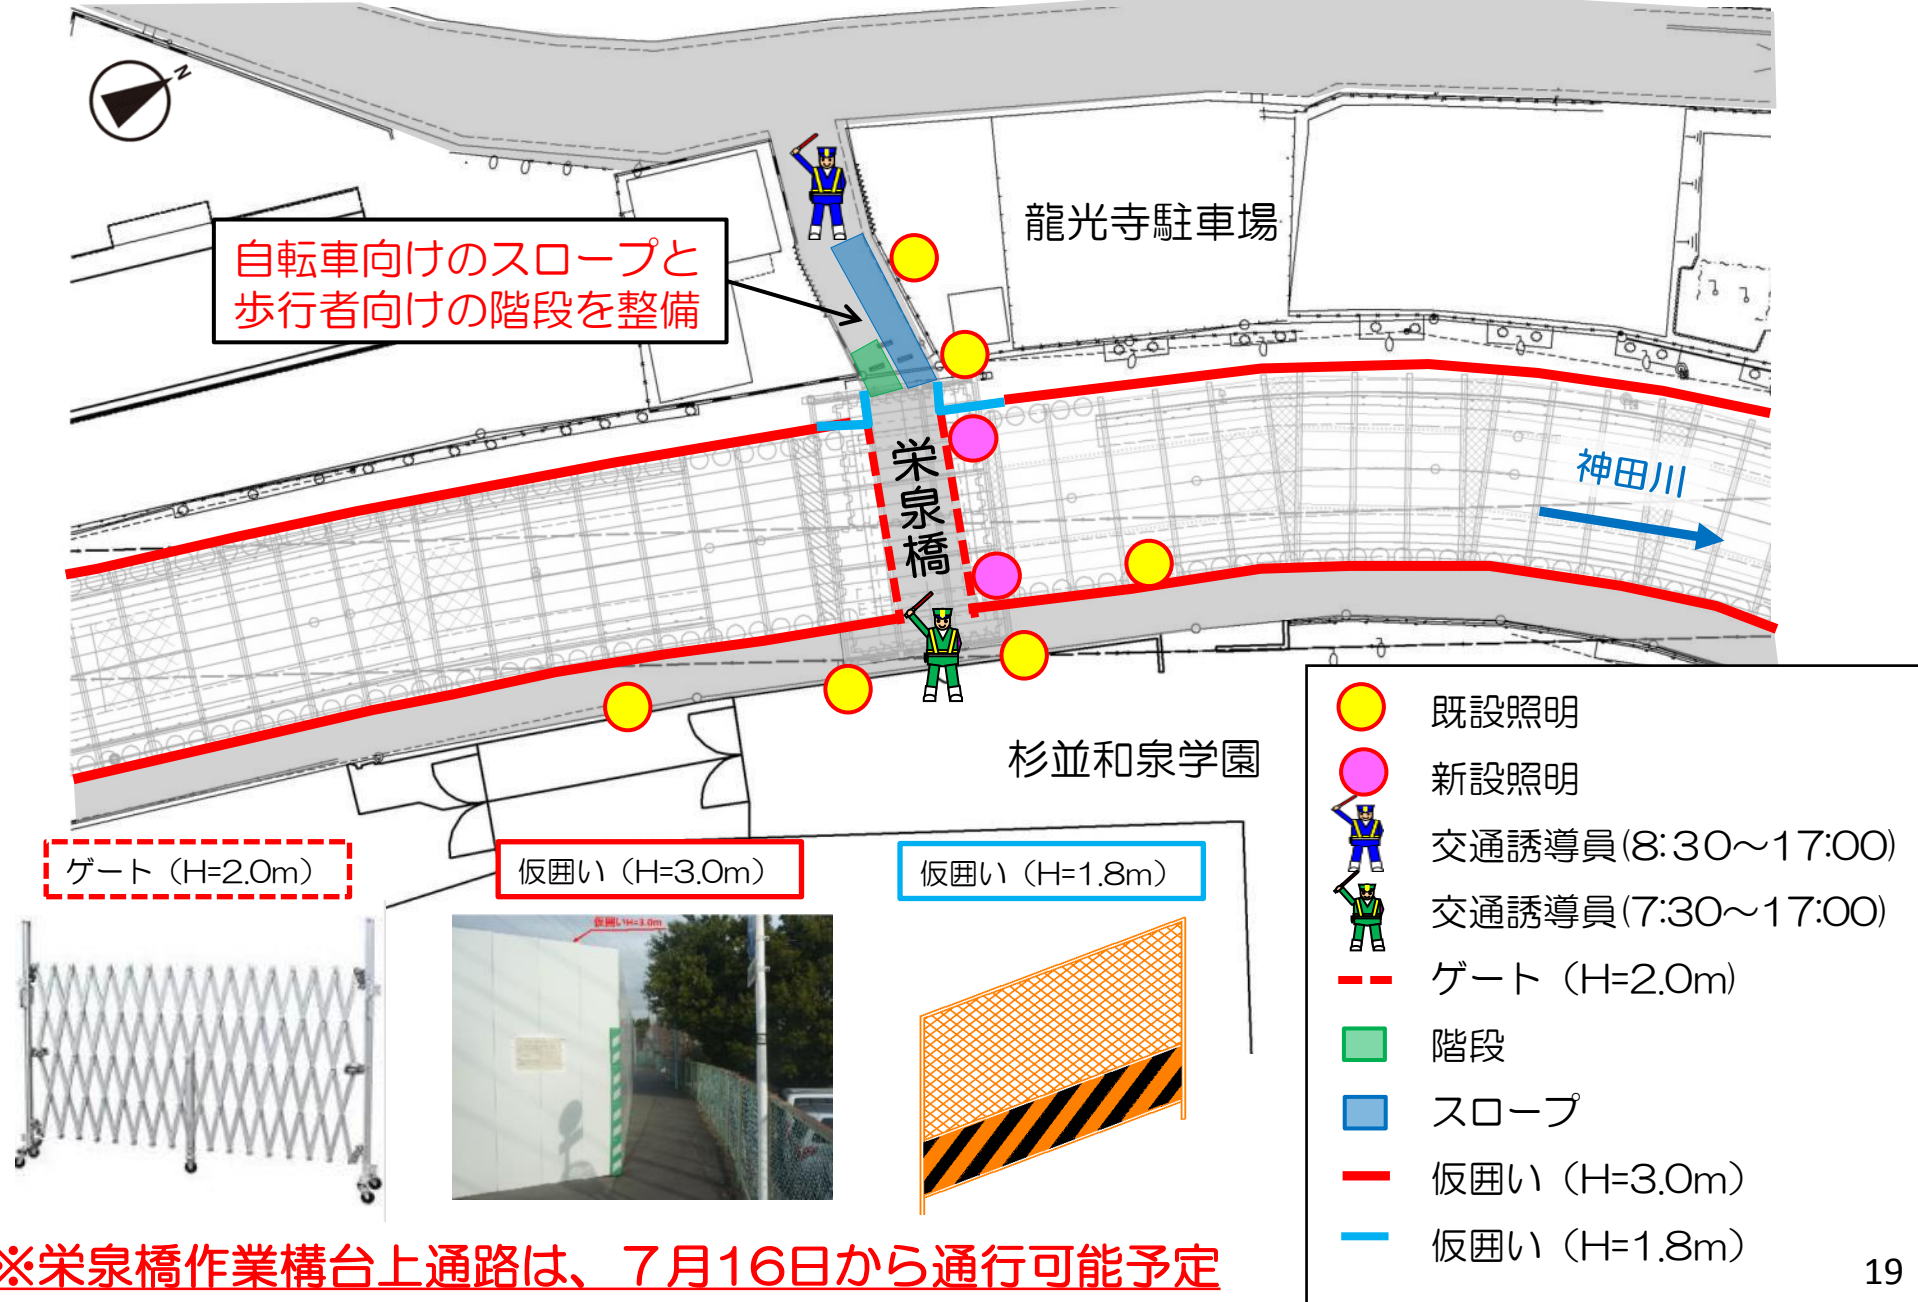 N
龍光寺駐車場
自転車向けのスロープと
歩行者向けの階段を整備
栄泉橋
神田川
杉並和泉学園
ゲート（H=2.0m）
仮囲い（H=3.0m）
仮囲い（H=1.8m）
仮囲いH=3.0m
既設照明
新設照明
交通誘導員(8:30～17:00)
交通誘導員(7:30～17:00)
ゲート（H=2.0m)
階段
スロープ
仮囲い（H=3.0m）
仮囲い（H=1.8m）
※栄泉橋作業構台上通路は、7月16日から通行可能予定
19